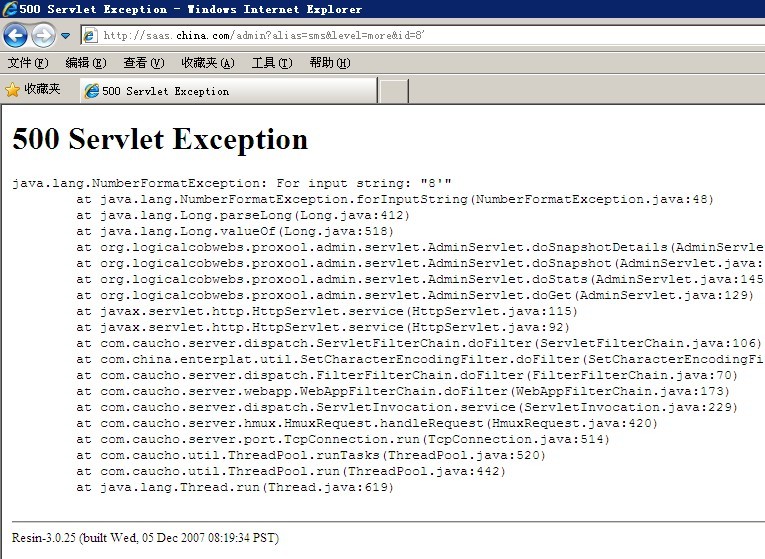 500 Servlet Exception - Windows Internet Explorer
http://saas.china.com/admin?alias=sms&level=more&id=8'
文件(F) 编辑(E) 查看(V) 收藏夹(A) 工具(T) 帮助(H)
收藏夹 500 Servlet Exception
500 Servlet Exception
java.lang.NumberFormatException: For input string: "8'"
at java.lang.NumberFormatException.forInputString(NumberFormatException.java:48)
at java.lang.Long.parseLong(Long.java:412)
at java.lang.Long.valueOf(Long.java:518)
at org.logicalcobwebs.proxool.admin.servlet.AdminServlet.doSnapshotDetails(AdminServle
at org.logicalcobwebs.proxool.admin.servlet.AdminServlet.doSnapshot(AdminServlet.java:
at org.logicalcobwebs.proxool.admin.servlet.AdminServlet.doStats(AdminServlet.java:145
at org.logicalcobwebs.proxool.admin.servlet.AdminServlet.doGet(AdminServlet.java:129)
at javax.servlet.http.HttpServlet.service(HttpServlet.java:115)
at javax.servlet.http.HttpServlet.service(HttpServlet.java:92)
at com.caucho.server.dispatch.ServletFilterChain.doFilter(ServletFilterChain.java:106)
at com.china.enterplat.util.SetCharacterEncodingFilter.doFilter(SetCharacterEncodingFi
at com.caucho.server.dispatch.FilterFilterChain.doFilter(FilterFilterChain.java:70)
at com.caucho.server.webapp.WebAppFilterChain.doFilter(WebAppFilterChain.java:173)
at com.caucho.server.dispatch.ServletInvocation.service(ServletInvocation.java:229)
at com.caucho.server.hmux.HmuxRequest.handleRequest(HmuxRequest.java:420)
at com.caucho.server.port.TcpConnection.run(TcpConnection.java:514)
at com.caucho.util.ThreadPool.runTasks(ThreadPool.java:520)
at com.caucho.util.ThreadPool.run(ThreadPool.java:442)
at java.lang.Thread.run(Thread.java:619)
Resin-3.0.25 (built Wed, 05 Dec 2007 08:19:34 PST)